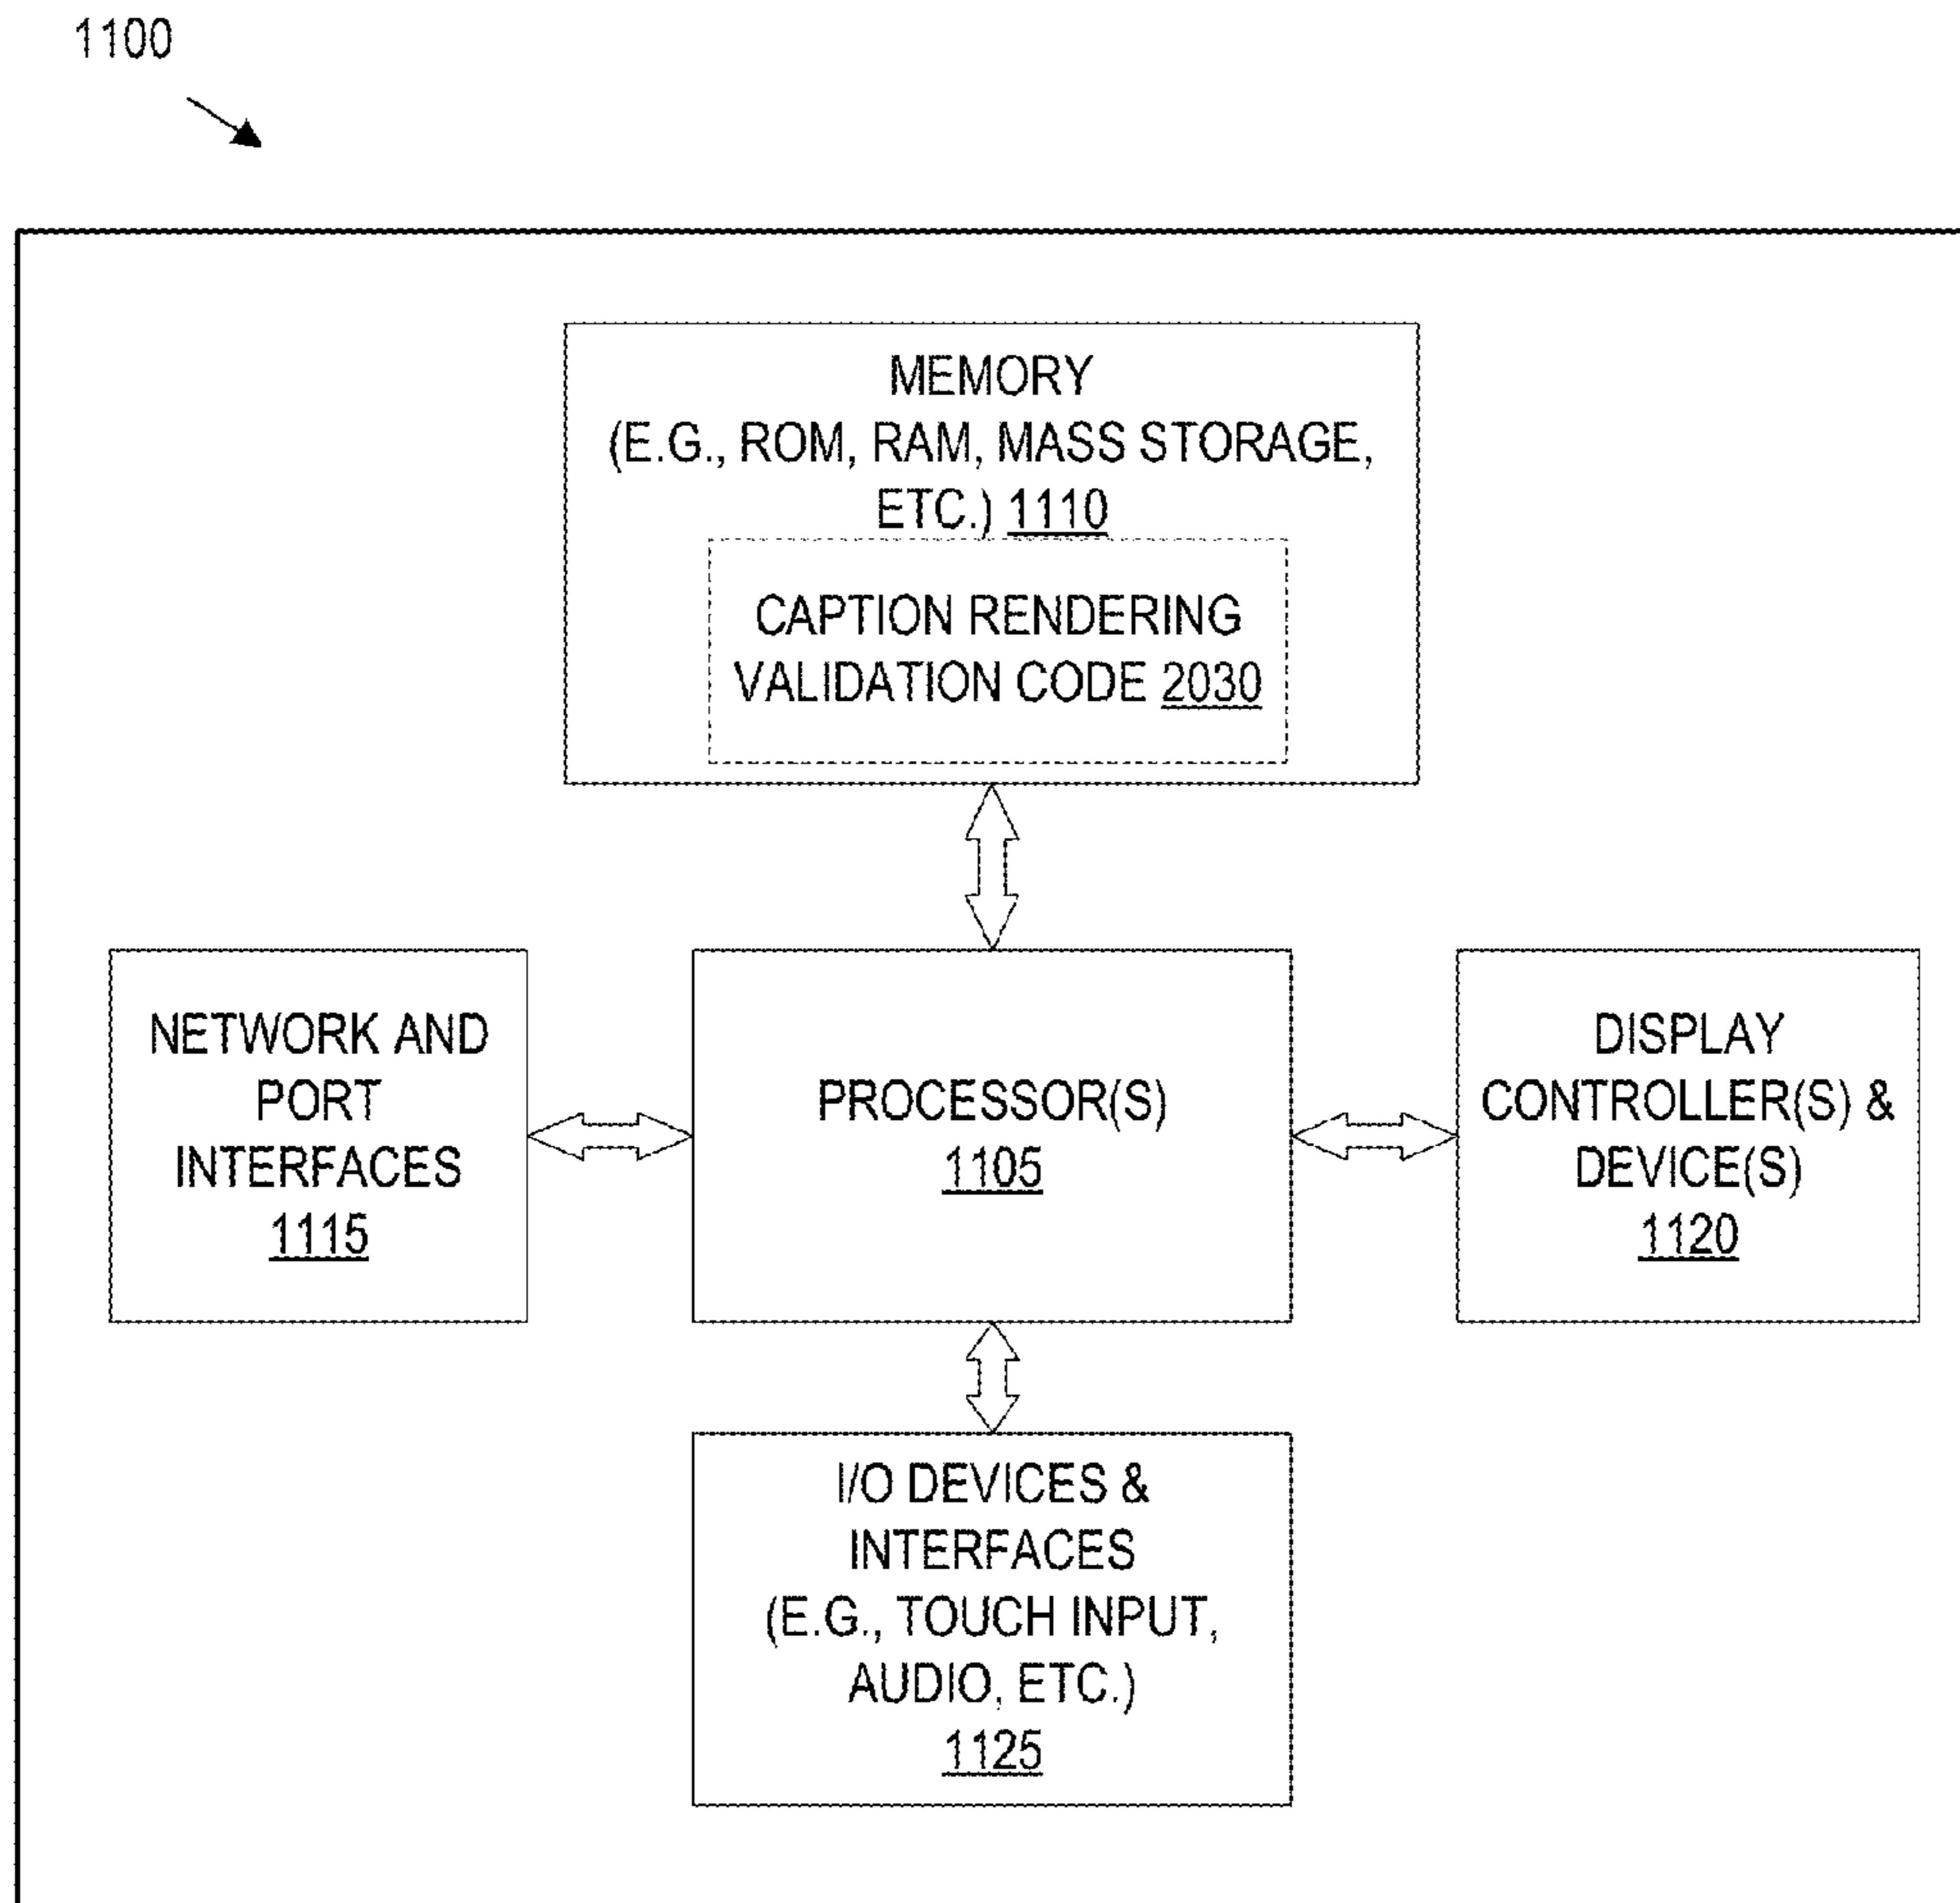 1100
MEMORY
(E.G., ROM, RAM, MASS STORAGE,
ETC.) 1110
CAPTION RENDERING
VALIDATION CODE 2030
NETWORK AND
PORT
INTERFACES
1115
PROCESSOR(S)
1105
DISPLAY
CONTROLLER(S) &
DEVICE(S)
1120
I/O DEVICES &
INTERFACES
(E.G., TOUCH INPUT,
AUDIO, ETC.)
1125